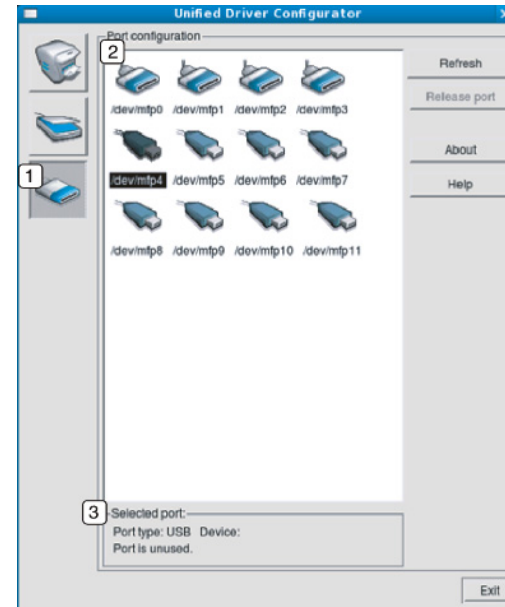 Unified Driver Configurator
Port configuration
2
/dev/mfp0 /dev/mfp1 /dev/mfp2 /dev/mfp3
/dev/mfp4 /dev/mfp5 /dev/mfp6 /dev/mfp7
/dev/mfp8 /dev/mfp9 /dev/mfp10 /dev/mfp11
Refresh
Release port
About
Help
1
3
Selected port:
Port type: USB Device:
Port is unused.
Exit